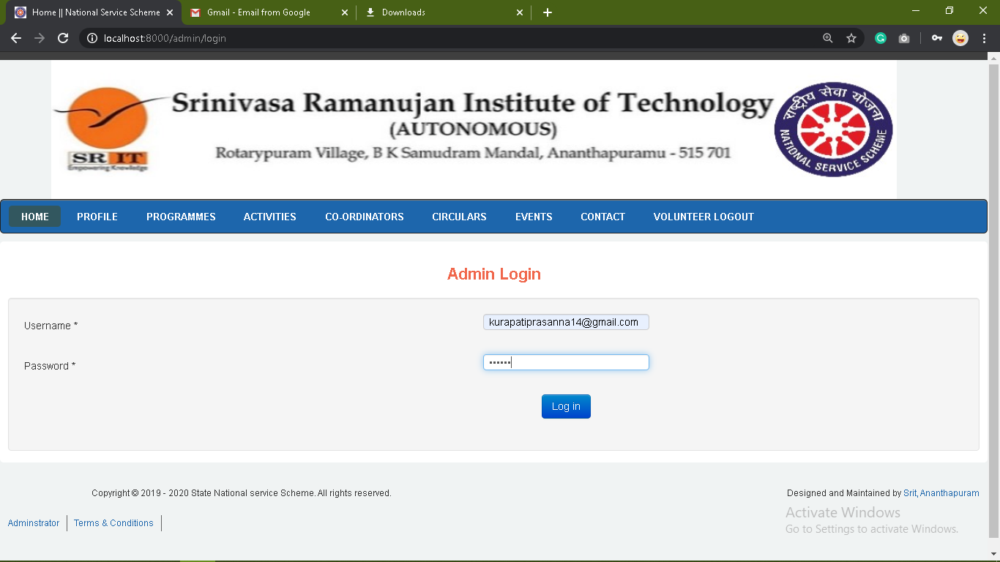 Home || National Service Scheme
Gmail - Email from Google
Downloads
localhost:8000/admin/login
Srinivasa Ramanujan Institute of Technology
(AUTONOMOUS)
Rotarypuram Village, B K Samudram Mandal, Ananthapuramu - 515 701
SRIT
Empowering Knowledge
राष्ट्रीय सेवा योजना
NATIONAL SERVICE SCHEME
HOME PROFILE PROGRAMMES ACTIVITIES CO-ORDINATORS CIRCULARS EVENTS CONTACT VOLUNTEER LOGOUT
Admin Login
Username * kurapatiprasanna14@gmail.com
Password * ••••••
Log in
Copyright © 2019 - 2020 State National service Scheme. All rights reserved. Designed and Maintained by Srit, Ananthapuram
Adminstrator Terms & Conditions
Activate Windows
Go to Settings to activate Windows.